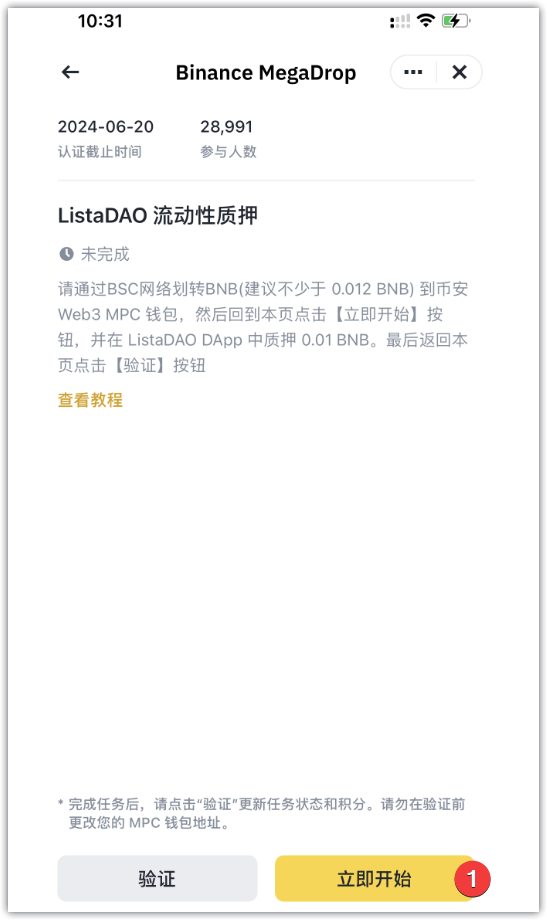 10:31
Binance MegaDrop
2024-06-20 28,991
认证截止时间 参与人数
ListaDAO 流动性质押
未完成
请通过BSC网络划转BNB(建议不少于 0.012 BNB) 到币安
Web3 MPC 钱包，然后回到本页点击【立即开始】按
钮，并在 ListaDAO DApp 中质押 0.01 BNB。最后返回本
页点击【验证】按钮
查看教程
* 完成任务后，请点击“验证”更新任务状态和积分。请勿在验证前
更改您的 MPC 钱包地址。
验证 立即开始 1